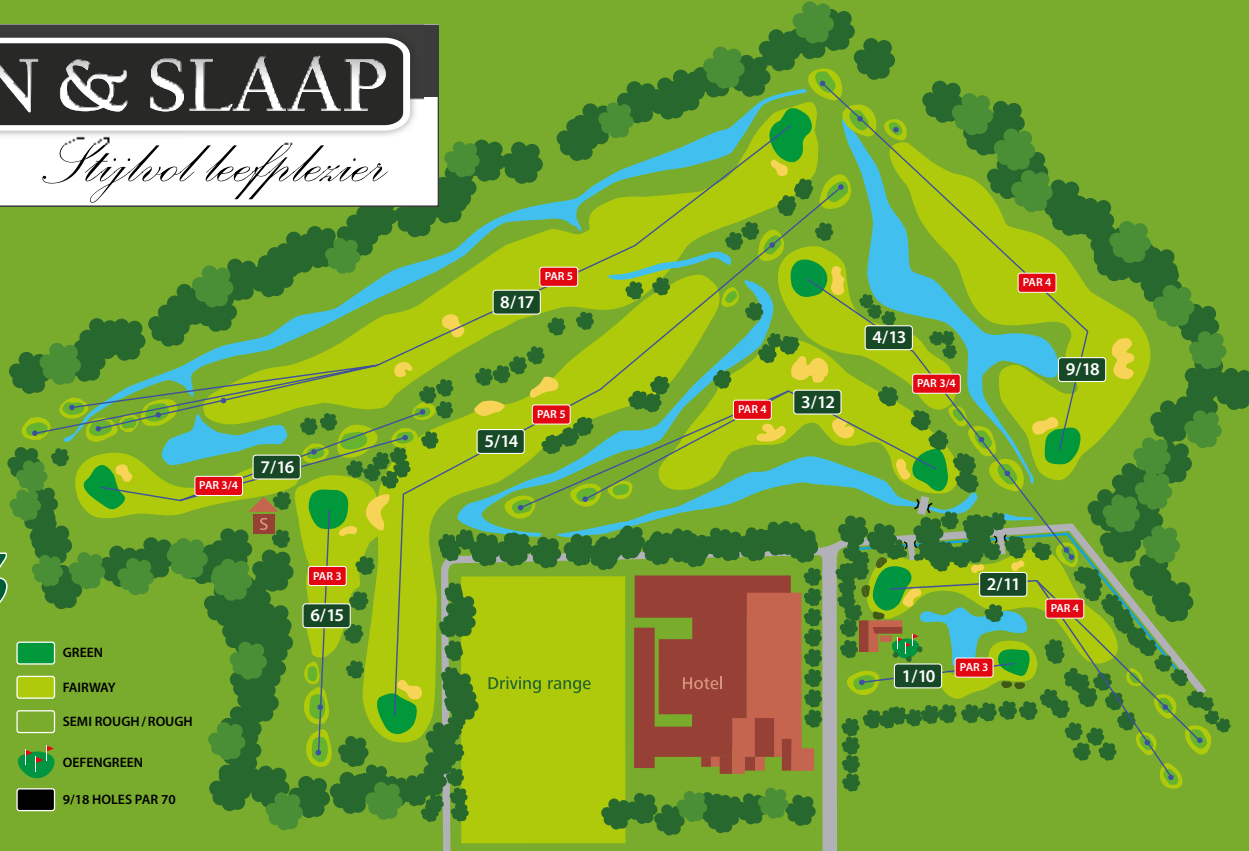 N & SLAAP
Stijlvol leefplezier
PAR 5
8/17
PAR 4
4/13
9/18
PAR 3/4
PAR 4
3/12
PAR 5
5/14
7/16
PAR 3/4
S
PAR 3
6/15
2/11
PAR 4
PAR 3
1/10
Driving range
Hotel
GREEN
FAIRWAY
SEMI ROUGH / ROUGH
OEFENGREEN
9/18 HOLES PAR 70